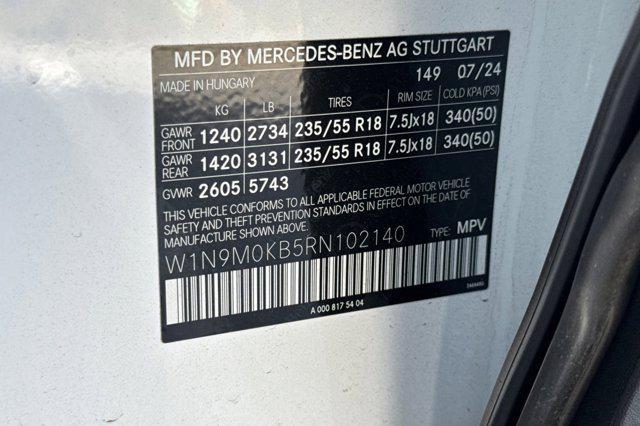 MFD BY MERCEDES-BENZ AG STUTTGART
MADE IN HUNGARY 149 07/24
KG LB TIRES RIM SIZE COLD KPA(PSI)
GAWR FRONT 1240 2734 235/55 R18 7.5Jx18 340(50)
GAWR REAR 1420 3131 235/55 R18 7.5Jx18 340(50)
GVWR 2605 5743
THIS VEHICLE CONFORMS TO ALL APPLICABLE FEDERAL MOTOR VEHICLE
SAFETY AND THEFT PREVENTION STANDARDS IN EFFECT ON THE DATE
OF MANUFACTURE SHOWN ABOVE.
W1N9M0KB5RN102140 TYPE: MPV
A 000 817 54 04